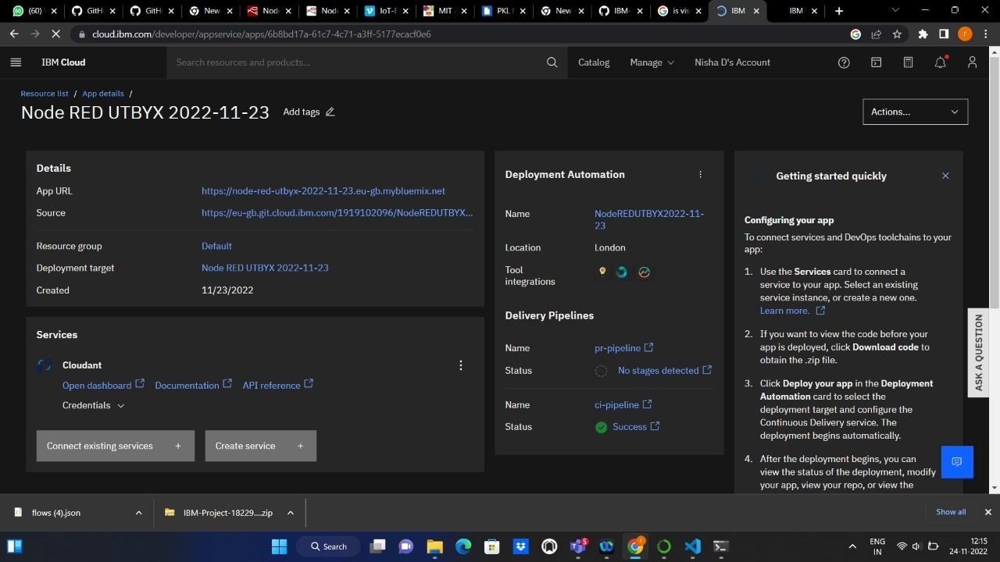 (60)
GitHu
GitHu
New
Node
Node
IoT-E
MIT
PKL
New
IBM-
is vis
IBM
IBM
cloud.ibm.com/developer/appservice/apps/6b8bd17a-61c7-4c71-a3ff-5177ecacf0e6
IBM Cloud
Search resources and products...
Catalog
Manage
Nisha D's Account
Resource list / App details /
Node RED UTBYX 2022-11-23
Add tags
Actions...
Details
App URL https://node-red-utbyx-2022-11-23.eu-gb.mybluemix.net
Source https://eu-gb.git.cloud.ibm.com/1919102096/NodeREDUTBYX...
Resource group Default
Deployment target Node RED UTBYX 2022-11-23
Created 11/23/2022
Services
Cloudant
Open dashboard Documentation API reference
Credentials
Connect existing services +
Create service +
Deployment Automation
Name NodeREDUTBYX2022-11-
23
Location London
Tool
integrations
Delivery Pipelines
Name pr-pipeline
Status No stages detected
Name ci-pipeline
Status Success
Getting started quickly
Configuring your app
To connect services and DevOps toolchains to your
app:
1. Use the Services card to connect a
service to your app. Select an existing
service instance, or create a new one.
Learn more.
2. If you want to view the code before your
app is deployed, click Download code to
obtain the .zip file.
3. Click Deploy your app in the Deployment
Automation card to select the
deployment target and configure the
Continuous Delivery service. The
deployment begins automatically.
4. After the deployment begins, you can
view the status of the deployment, modify
your app, view your repo, or view the
ASK A QUESTION
flows (4).json
IBM-Project-18229....zip
Show all
Search
5
ENG
IN
12:15
24-11-2022